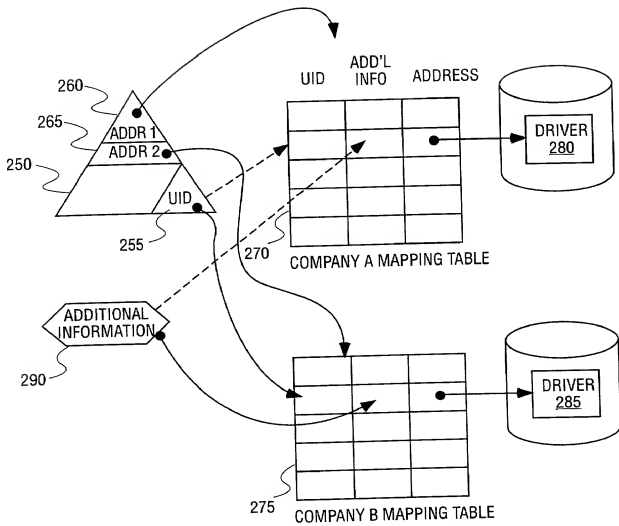 UID
ADD'L
INFO
ADDRESS
260
ADDR 1
265
ADDR 2
250
UID
255
DRIVER
280
270
COMPANY A MAPPING TABLE
ADDITIONAL
INFORMATION
290
DRIVER
285
275
COMPANY B MAPPING TABLE